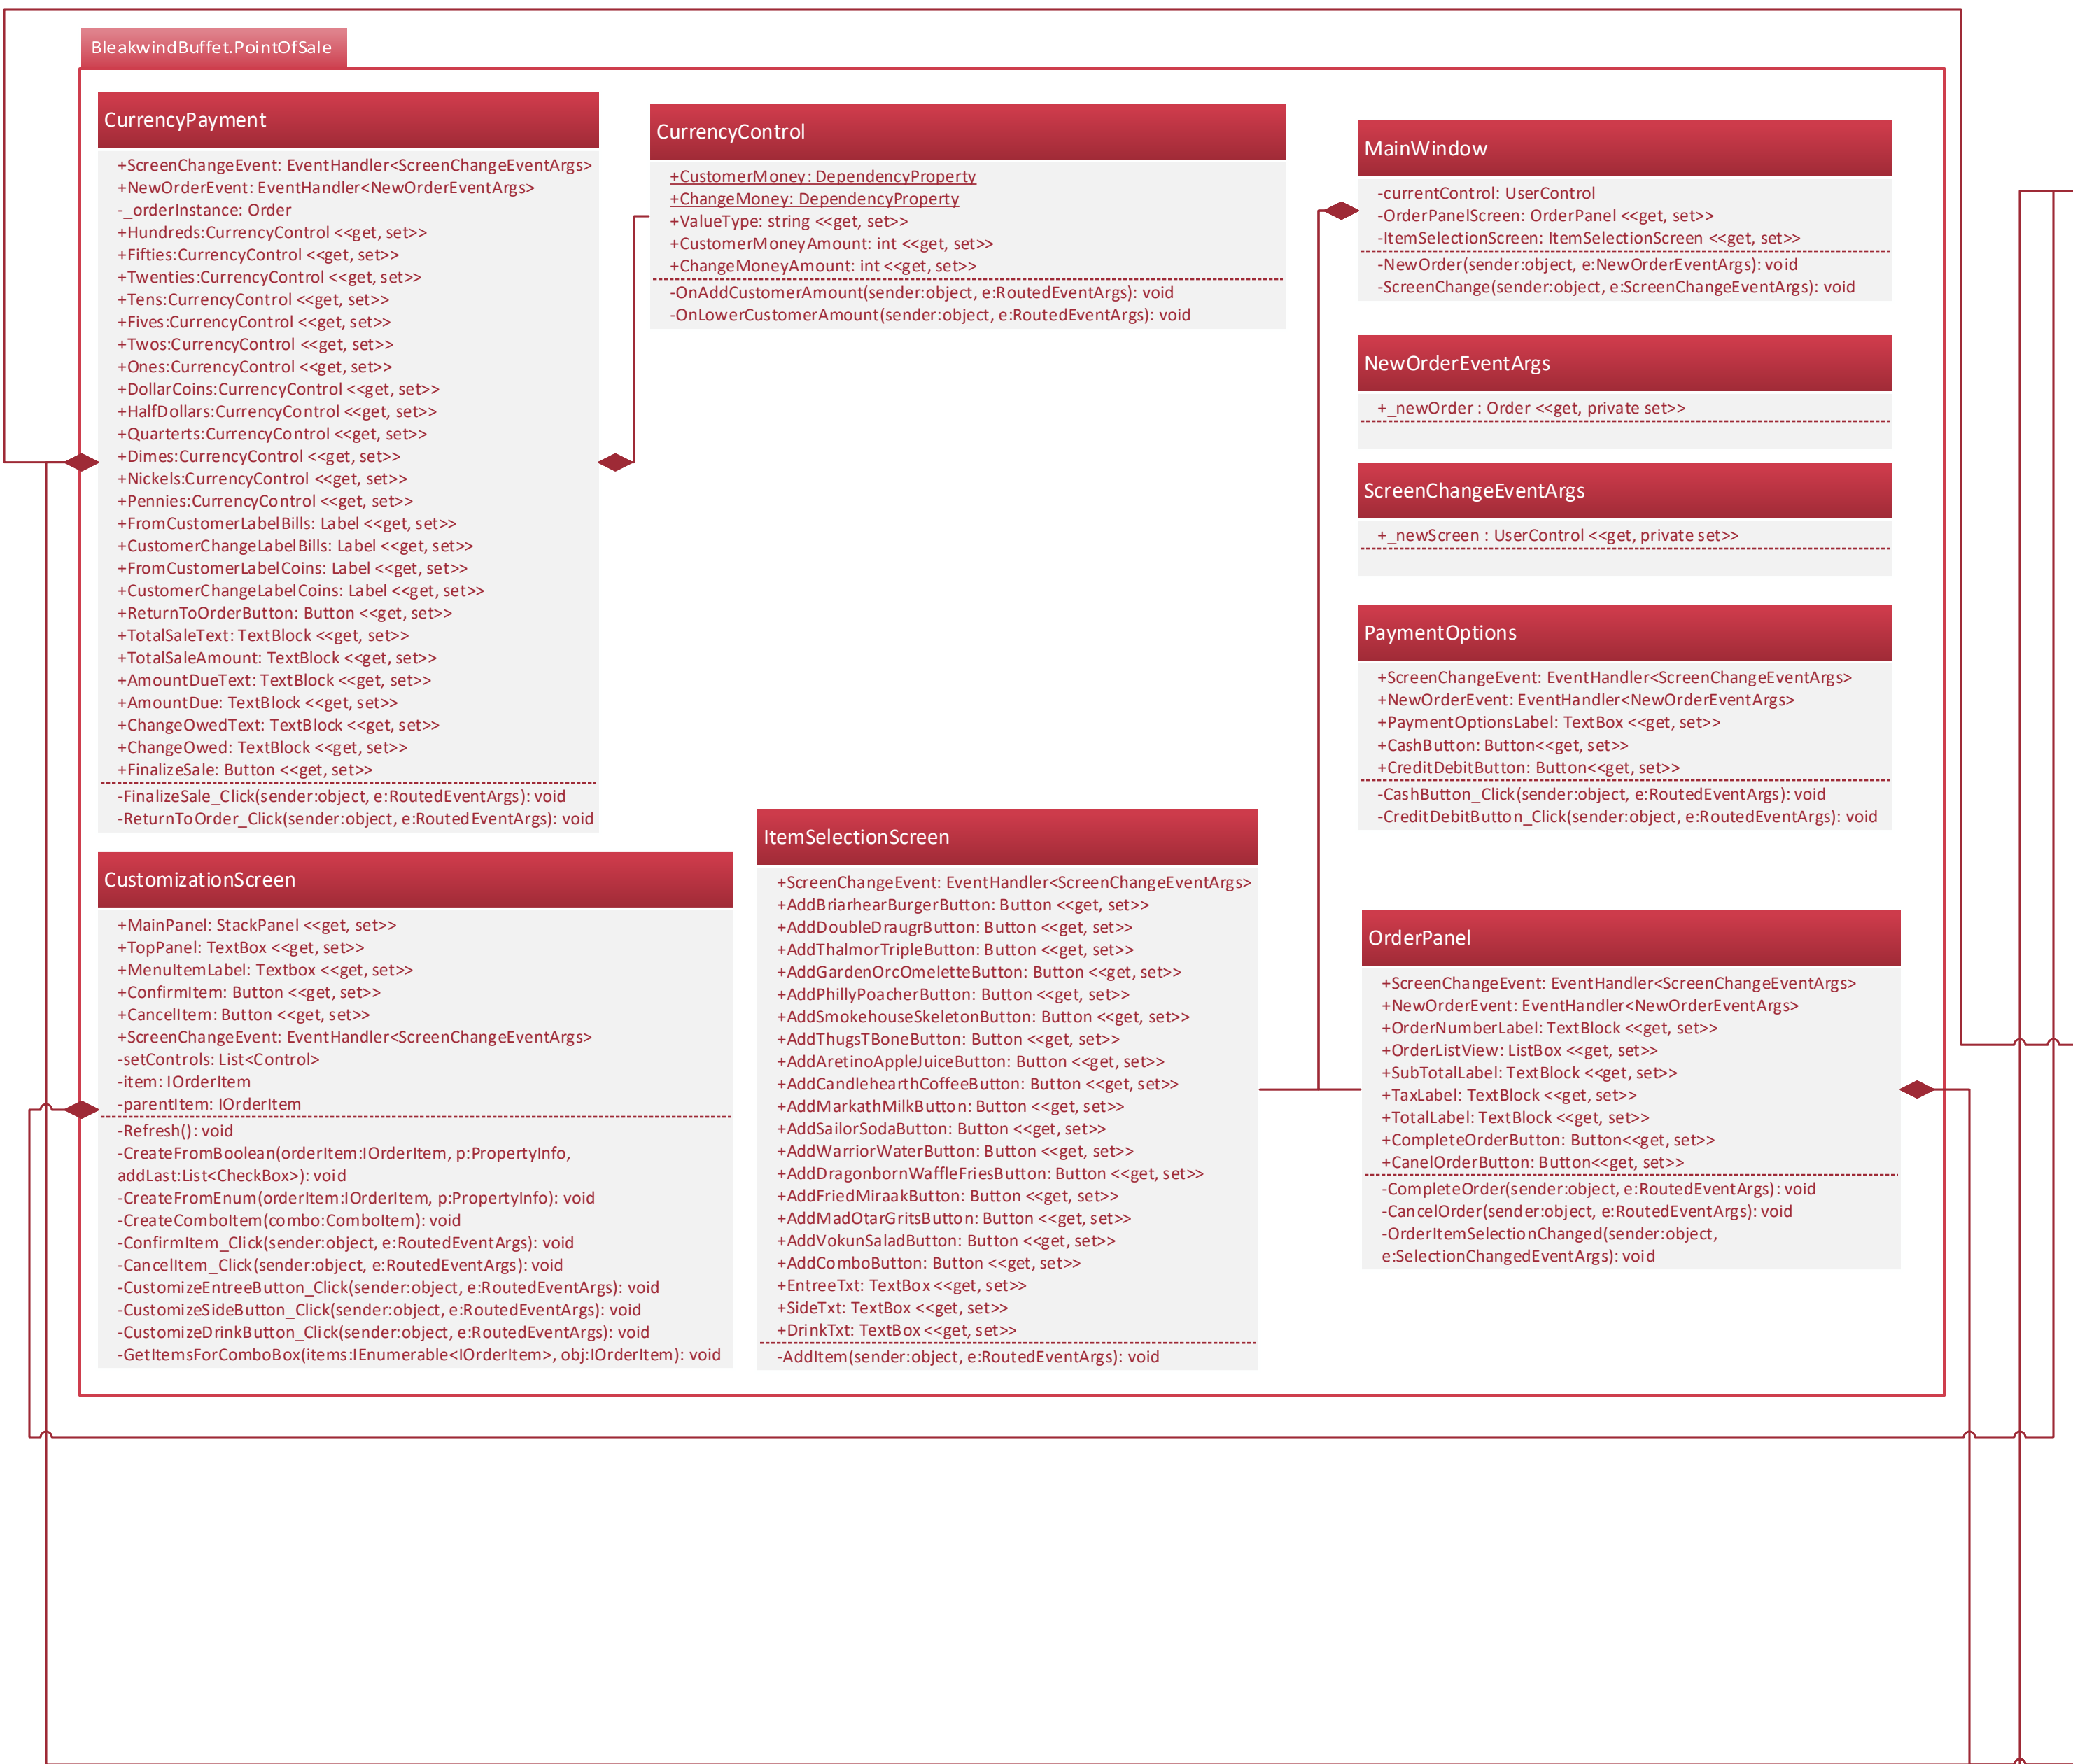 BleakwindBuffet.PointOfSale
CurrencyPayment
+ScreenChangeEvent: EventHandler<ScreenChangeEventArgs>
+NewOrderEvent: EventHandler<NewOrderEventArgs>
-_orderInstance: Order
+Hundreds:CurrencyControl <<get, set>>
+Fifties:CurrencyControl <<get, set>>
+Twenties:CurrencyControl <<get, set>>
+Tens:CurrencyControl <<get, set>>
+Fives:CurrencyControl <<get, set>>
+Twos:CurrencyControl <<get, set>>
+Ones:CurrencyControl <<get, set>>
+DollarCoins:CurrencyControl <<get, set>>
+HalfDollars:CurrencyControl <<get, set>>
+Quarterts:CurrencyControl <<get, set>>
+Dimes:CurrencyControl <<get, set>>
+Nickels:CurrencyControl <<get, set>>
+Pennies:CurrencyControl <<get, set>>
+FromCustomerLabelBills: Label <<get, set>>
+CustomerChangeLabelBills: Label <<get, set>>
+FromCustomerLabelCoins: Label <<get, set>>
+CustomerChangeLabelCoins: Label <<get, set>>
+ReturnToOrderButton: Button <<get, set>>
+TotalSaleText: TextBlock <<get, set>>
+TotalSaleAmount: TextBlock <<get, set>>
+AmountDueText: TextBlock <<get, set>>
+AmountDue: TextBlock <<get, set>>
+ChangeOwedText: TextBlock <<get, set>>
+ChangeOwed: TextBlock <<get, set>>
+FinalizeSale: Button <<get, set>>
-FinalizeSale_Click(sender:object, e:RoutedEventArgs): void
-ReturnToOrder_Click(sender:object, e:RoutedEventArgs): void
CurrencyControl
+CustomerMoney: DependencyProperty
+ChangeMoney: DependencyProperty
+ValueType: string <<get, set>>
+CustomerMoneyAmount: int <<get, set>>
+ChangeMoneyAmount: int <<get, set>>
-OnAddCustomerAmount(sender:object, e:RoutedEventArgs): void
-OnLowerCustomerAmount(sender:object, e:RoutedEventArgs): void
MainWindow
-currentControl: UserControl
-OrderPanelScreen: OrderPanel <<get, set>>
-ItemSelectionScreen: ItemSelectionScreen <<get, set>>
-NewOrder(sender:object, e:NewOrderEventArgs): void
-ScreenChange(sender:object, e:ScreenChangeEventArgs): void
NewOrderEventArgs
+_newOrder : Order <<get, private set>>
ScreenChangeEventArgs
+_newScreen : UserControl <<get, private set>>
PaymentOptions
+ScreenChangeEvent: EventHandler<ScreenChangeEventArgs>
+NewOrderEvent: EventHandler<NewOrderEventArgs>
+PaymentOptionsLabel: TextBox <<get, set>>
+CashButton: Button<<get, set>>
+CreditDebitButton: Button<<get, set>>
-CashButton_Click(sender:object, e:RoutedEventArgs): void
-CreditDebitButton_Click(sender:object, e:RoutedEventArgs): void
CustomizationScreen
+MainPanel: StackPanel <<get, set>>
+TopPanel: TextBox <<get, set>>
+MenuItemLabel: Textbox <<get, set>>
+ConfirmItem: Button <<get, set>>
+CancelItem: Button <<get, set>>
+ScreenChangeEvent: EventHandler<ScreenChangeEventArgs>
-setControls: List<Control>
-item: IOrderItem
-parentItem: IOrderItem
-Refresh(): void
-CreateFromBoolean(orderItem:IOrderItem, p:PropertyInfo,
addLast:List<CheckBox>): void
-CreateFromEnum(orderItem:IOrderItem, p:PropertyInfo): void
-CreateComboItem(combo:ComboItem): void
-ConfirmItem_Click(sender:object, e:RoutedEventArgs): void
-CancelItem_Click(sender:object, e:RoutedEventArgs): void
-CustomizeEntreeButton_Click(sender:object, e:RoutedEventArgs): void
-CustomizeSideButton_Click(sender:object, e:RoutedEventArgs): void
-CustomizeDrinkButton_Click(sender:object, e:RoutedEventArgs): void
-GetItemsForComboBox(items:IEnumerable<IOrderItem>, obj:IOrderItem): void
ItemSelectionScreen
+ScreenChangeEvent: EventHandler<ScreenChangeEventArgs>
+AddBriarhearBurgerButton: Button <<get, set>>
+AddDoubleDraugrButton: Button <<get, set>>
+AddThalmorTripleButton: Button <<get, set>>
+AddGardenOrcOmeletteButton: Button <<get, set>>
+AddPhillyPoacherButton: Button <<get, set>>
+AddSmokehouseSkeletonButton: Button <<get, set>>
+AddThugsTBoneButton: Button <<get, set>>
+AddAretinoAppleJuiceButton: Button <<get, set>>
+AddCandlehearthCoffeeButton: Button <<get, set>>
+AddMarkathMilkButton: Button <<get, set>>
+AddSailorSodaButton: Button <<get, set>>
+AddWarriorWaterButton: Button <<get, set>>
+AddDragonbornWaffleFriesButton: Button <<get, set>>
+AddFriedMiraakButton: Button <<get, set>>
+AddMadOtarGritsButton: Button <<get, set>>
+AddVokunSaladButton: Button <<get, set>>
+AddComboButton: Button <<get, set>>
+EntreeTxt: TextBox <<get, set>>
+SideTxt: TextBox <<get, set>>
+DrinkTxt: TextBox <<get, set>>
-AddItem(sender:object, e:RoutedEventArgs): void
OrderPanel
+ScreenChangeEvent: EventHandler<ScreenChangeEventArgs>
+NewOrderEvent: EventHandler<NewOrderEventArgs>
+OrderNumberLabel: TextBlock <<get, set>>
+OrderListView: ListBox <<get, set>>
+SubTotalLabel: TextBlock <<get, set>>
+TaxLabel: TextBlock <<get, set>>
+TotalLabel: TextBlock <<get, set>>
+CompleteOrderButton: Button<<get, set>>
+CanelOrderButton: Button<<get, set>>
-CompleteOrder(sender:object, e:RoutedEventArgs): void
-CancelOrder(sender:object, e:RoutedEventArgs): void
-OrderItemSelectionChanged(sender:object,
e:SelectionChangedEventArgs): void